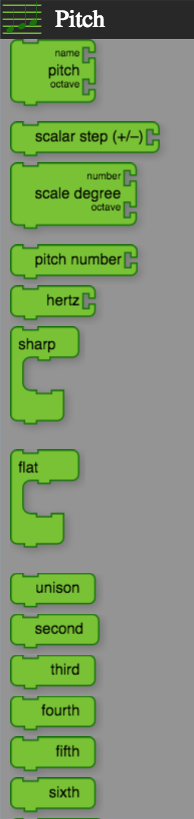 Pitch
name
pitch
octave
scalar step (+/–)
number
scale degree
octave
pitch number
hertz
sharp
flat
unison
second
third
fourth
fifth
sixth